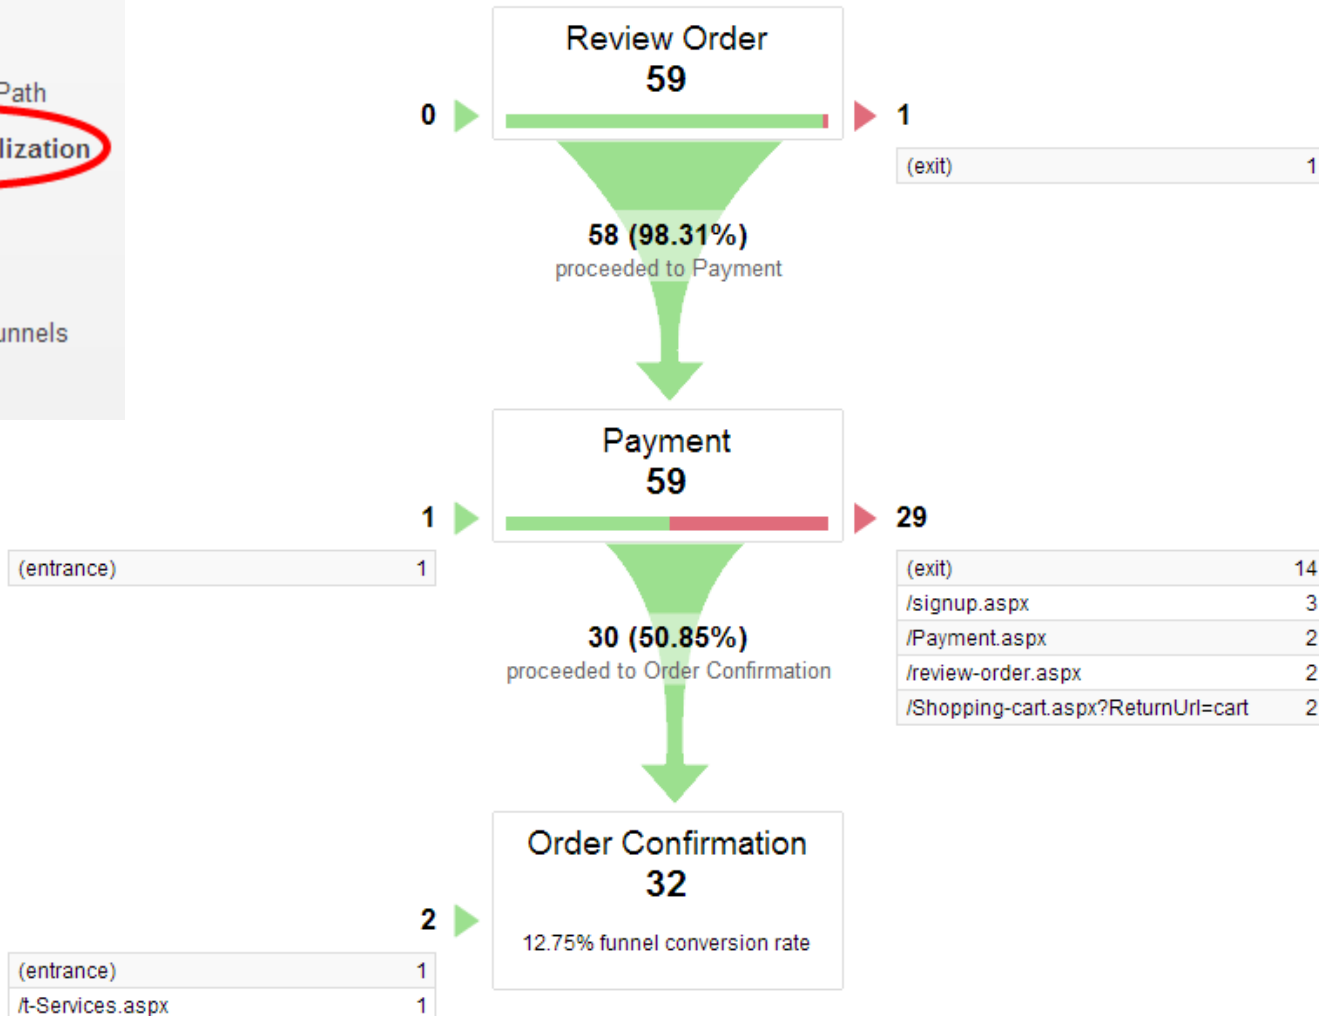 Path
lization
unnels
Review Order
59
0
1
(exit) 1
58 (98.31%)
proceeded to Payment
Payment
59
1
29
(entrance) 1
(exit) 14
/signup.aspx 3
/Payment.aspx 2
/review-order.aspx 2
/Shopping-cart.aspx?ReturnUrl=cart 2
30 (50.85%)
proceeded to Order Confirmation
Order Confirmation
32
2
12.75% funnel conversion rate
(entrance) 1
/t-Services.aspx 1